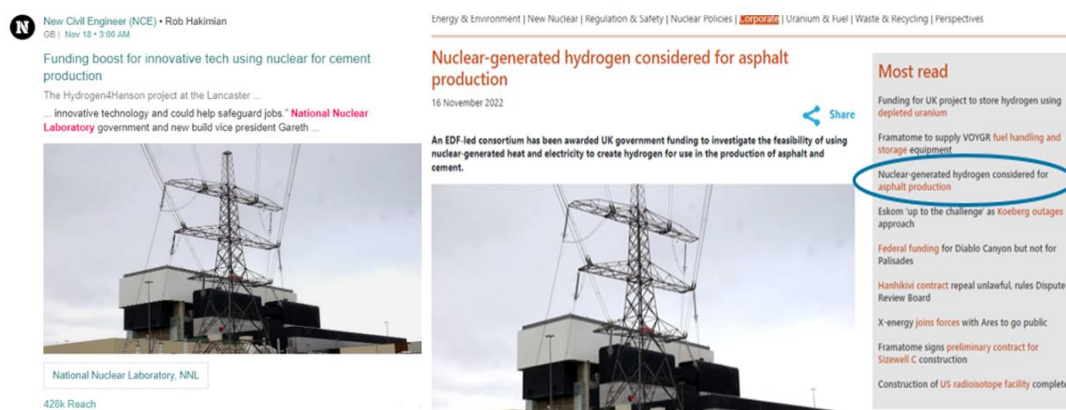 N
New Civil Engineer (NCE) • Rob Hakimian
GB | Nov 18 • 3:00 AM
Funding boost for innovative tech using nuclear for cement
production
The Hydrogen4Hanson project at the Lancaster ...
... innovative technology and could help safeguard jobs." National Nuclear
Laboratory government and new build vice president Gareth ...
National Nuclear Laboratory, NNL
428k Reach
Energy & Environment | New Nuclear | Regulation & Safety | Nuclear Policies | Corporate | Uranium & Fuel | Waste & Recycling | Perspectives
Nuclear-generated hydrogen considered for asphalt
production
16 November 2022
Share
An EDF-led consortium has been awarded UK government funding to investigate the feasibility of using
nuclear-generated heat and electricity to create hydrogen for use in the production of asphalt and
cement.
Most read
Funding for UK project to store hydrogen using
depleted uranium
Framatome to supply VOYGR fuel handling and
storage equipment
Nuclear-generated hydrogen considered for
asphalt production
Eskom 'up to the challenge' as Koeberg outages
approach
Federal funding for Diablo Canyon but not for
Palisades
Hanhikivi contract repeal unlawful, rules Dispute
Review Board
X-energy joins forces with Ares to go public
Framatome signs preliminary contract for
Sizewell C construction
Construction of US radioisotope facility complete